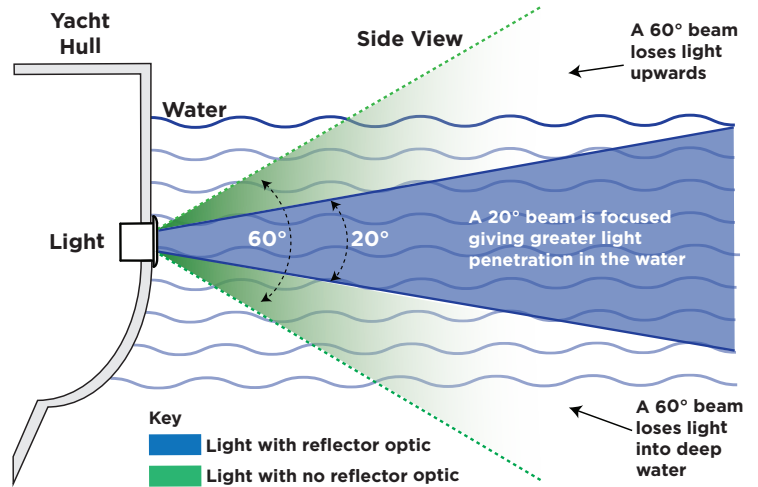 Yacht
Hull
Side View
A 60° beam
loses light
upwards
Water
Light
60°
20°
A 20° beam is focused
giving greater light
penetration in the water
Key
Light with reflector optic
Light with no reflector optic
A 60° beam
loses light
into deep
water